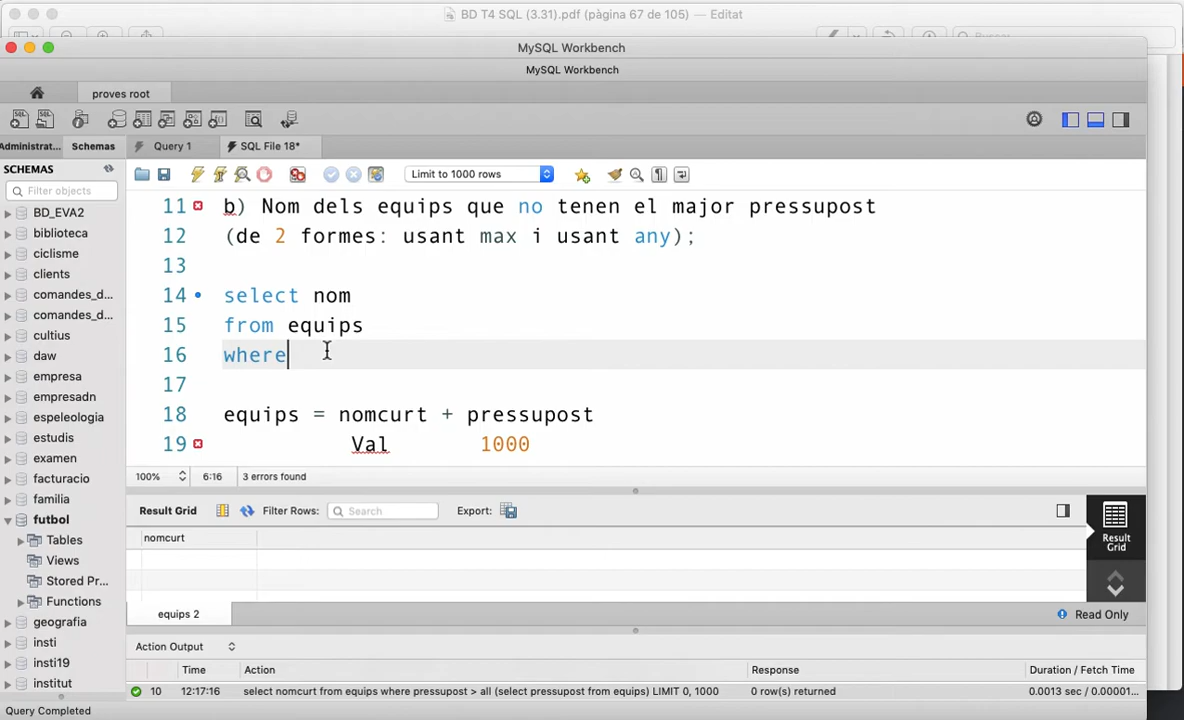 BD T4 SQL (3.31).pdf (pàgina 67 de 105) — Editat
MySQL Workbench
MySQL Workbench
proves root
Administrat...
Schemas
Query 1
SQL File 18*
SCHEMAS
Filter objects
BD_EVA2
biblioteca
ciclisme
clients
comandes_d...
comandes_d...
cultius
daw
empresa
empresadn
espeleologia
estudis
examen
facturacio
familia
futbol
Tables
Views
Stored Pr...
Functions
geografia
insti
insti19
institut
Limit to 1000 rows
11 b) Nom dels equips que no tenen el major pressupost
12 (de 2 formes: usant max i usant any);
13
14 select nom
15 from equips
16 where
17
18 equips = nomcurt + pressupost
19 Val 1000
100% 6:16 3 errors found
Result Grid Filter Rows: Search Export:
nomcurt
Result Grid
equips 2
Read Only
Action Output
Time Action Response Duration / Fetch Time
10 12:17:16 select nomcurt from equips where pressupost > all (select pressupost from equips) LIMIT 0, 1000 0 row(s) returned 0.0013 sec / 0.00001...
Query Completed